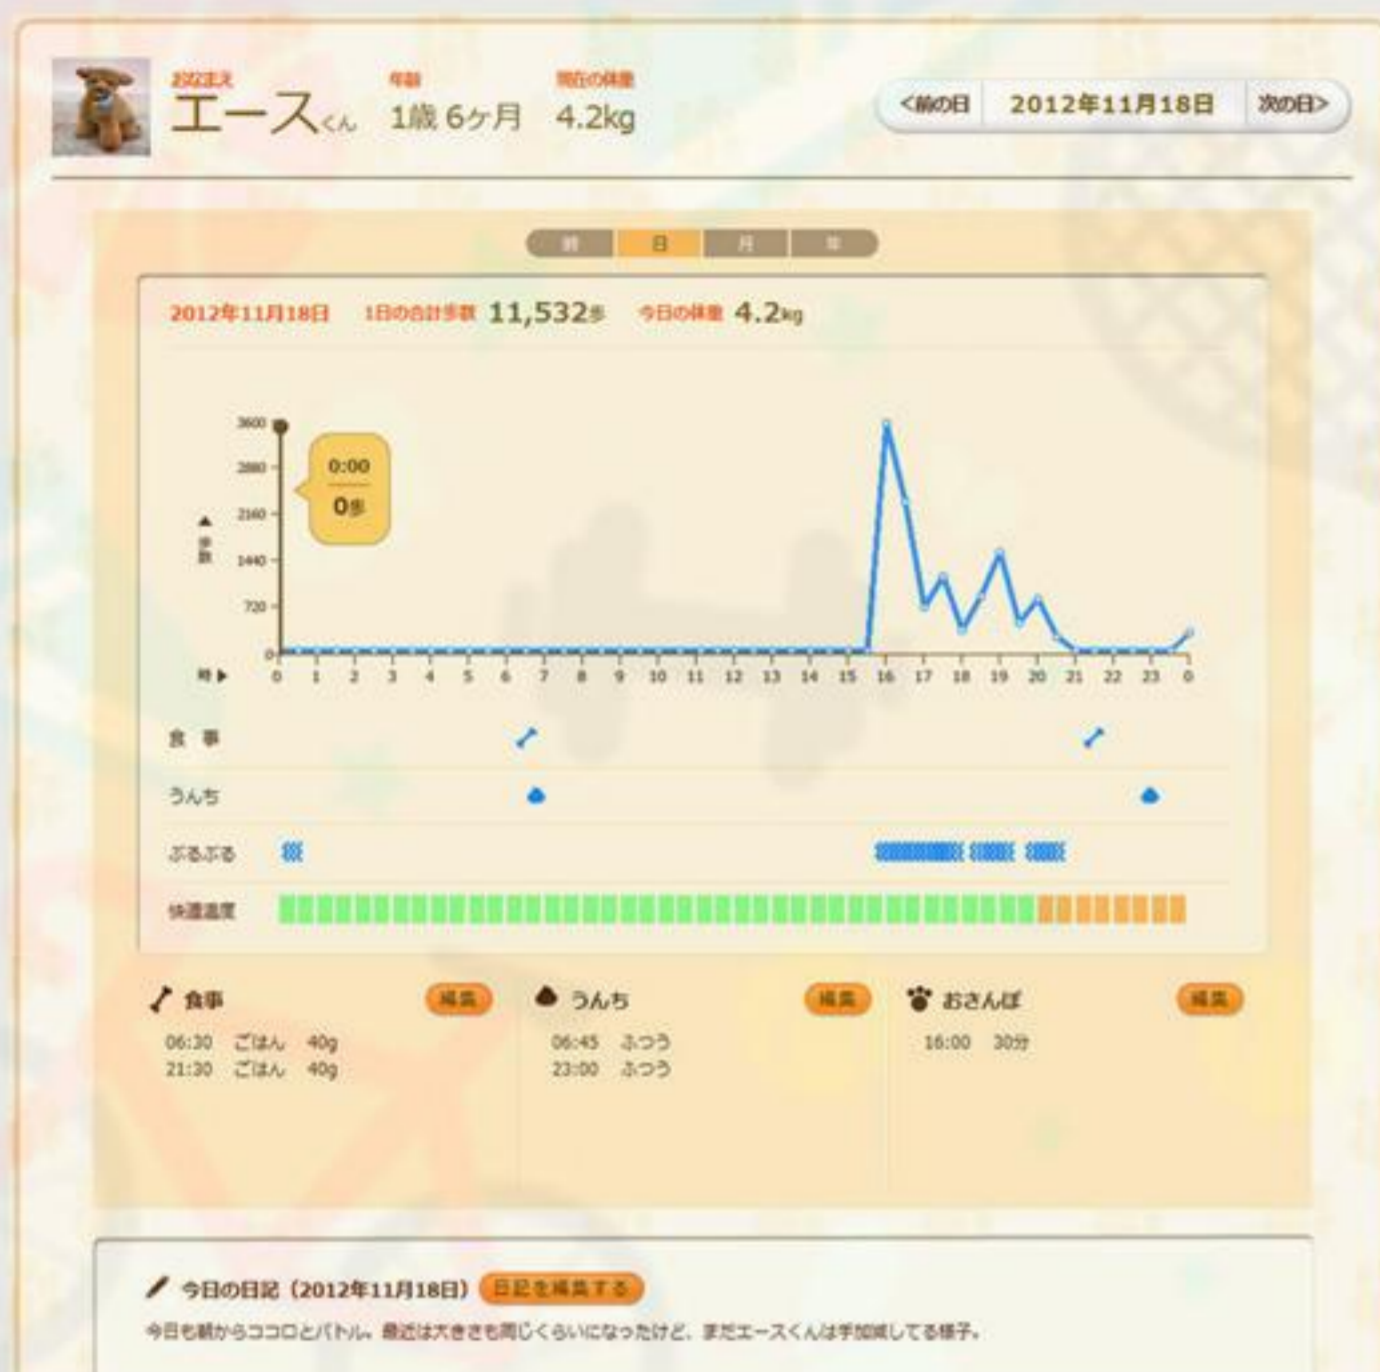 おなまえ 年齢 現在の体重
エースくん 1歳 6ヶ月 4.2kg
<前の日 2012年11月18日 次の日>
週 日 月 年
2012年11月18日 1日の合計歩数 11,532歩 今日の体重 4.2kg
3600
2880
2160
1440
720
0
0:00
0歩
▲歩数
時▶
0 1 2 3 4 5 6 7 8 9 10 11 12 13 14 15 16 17 18 19 20 21 22 23 0
食 事
うんち
ぶるぶる
快適温度
食事 編集
06:30 ごはん 40g
21:30 ごはん 40g
うんち 編集
06:45 ふつう
23:00 ふつう
おさんぽ 編集
16:00 30分
今日の日記（2012年11月18日） 日記を編集する
今日も朝からココロとバトル。最近は大きさも同じくらいになったけど、まだエースくんは手加減してる様子。